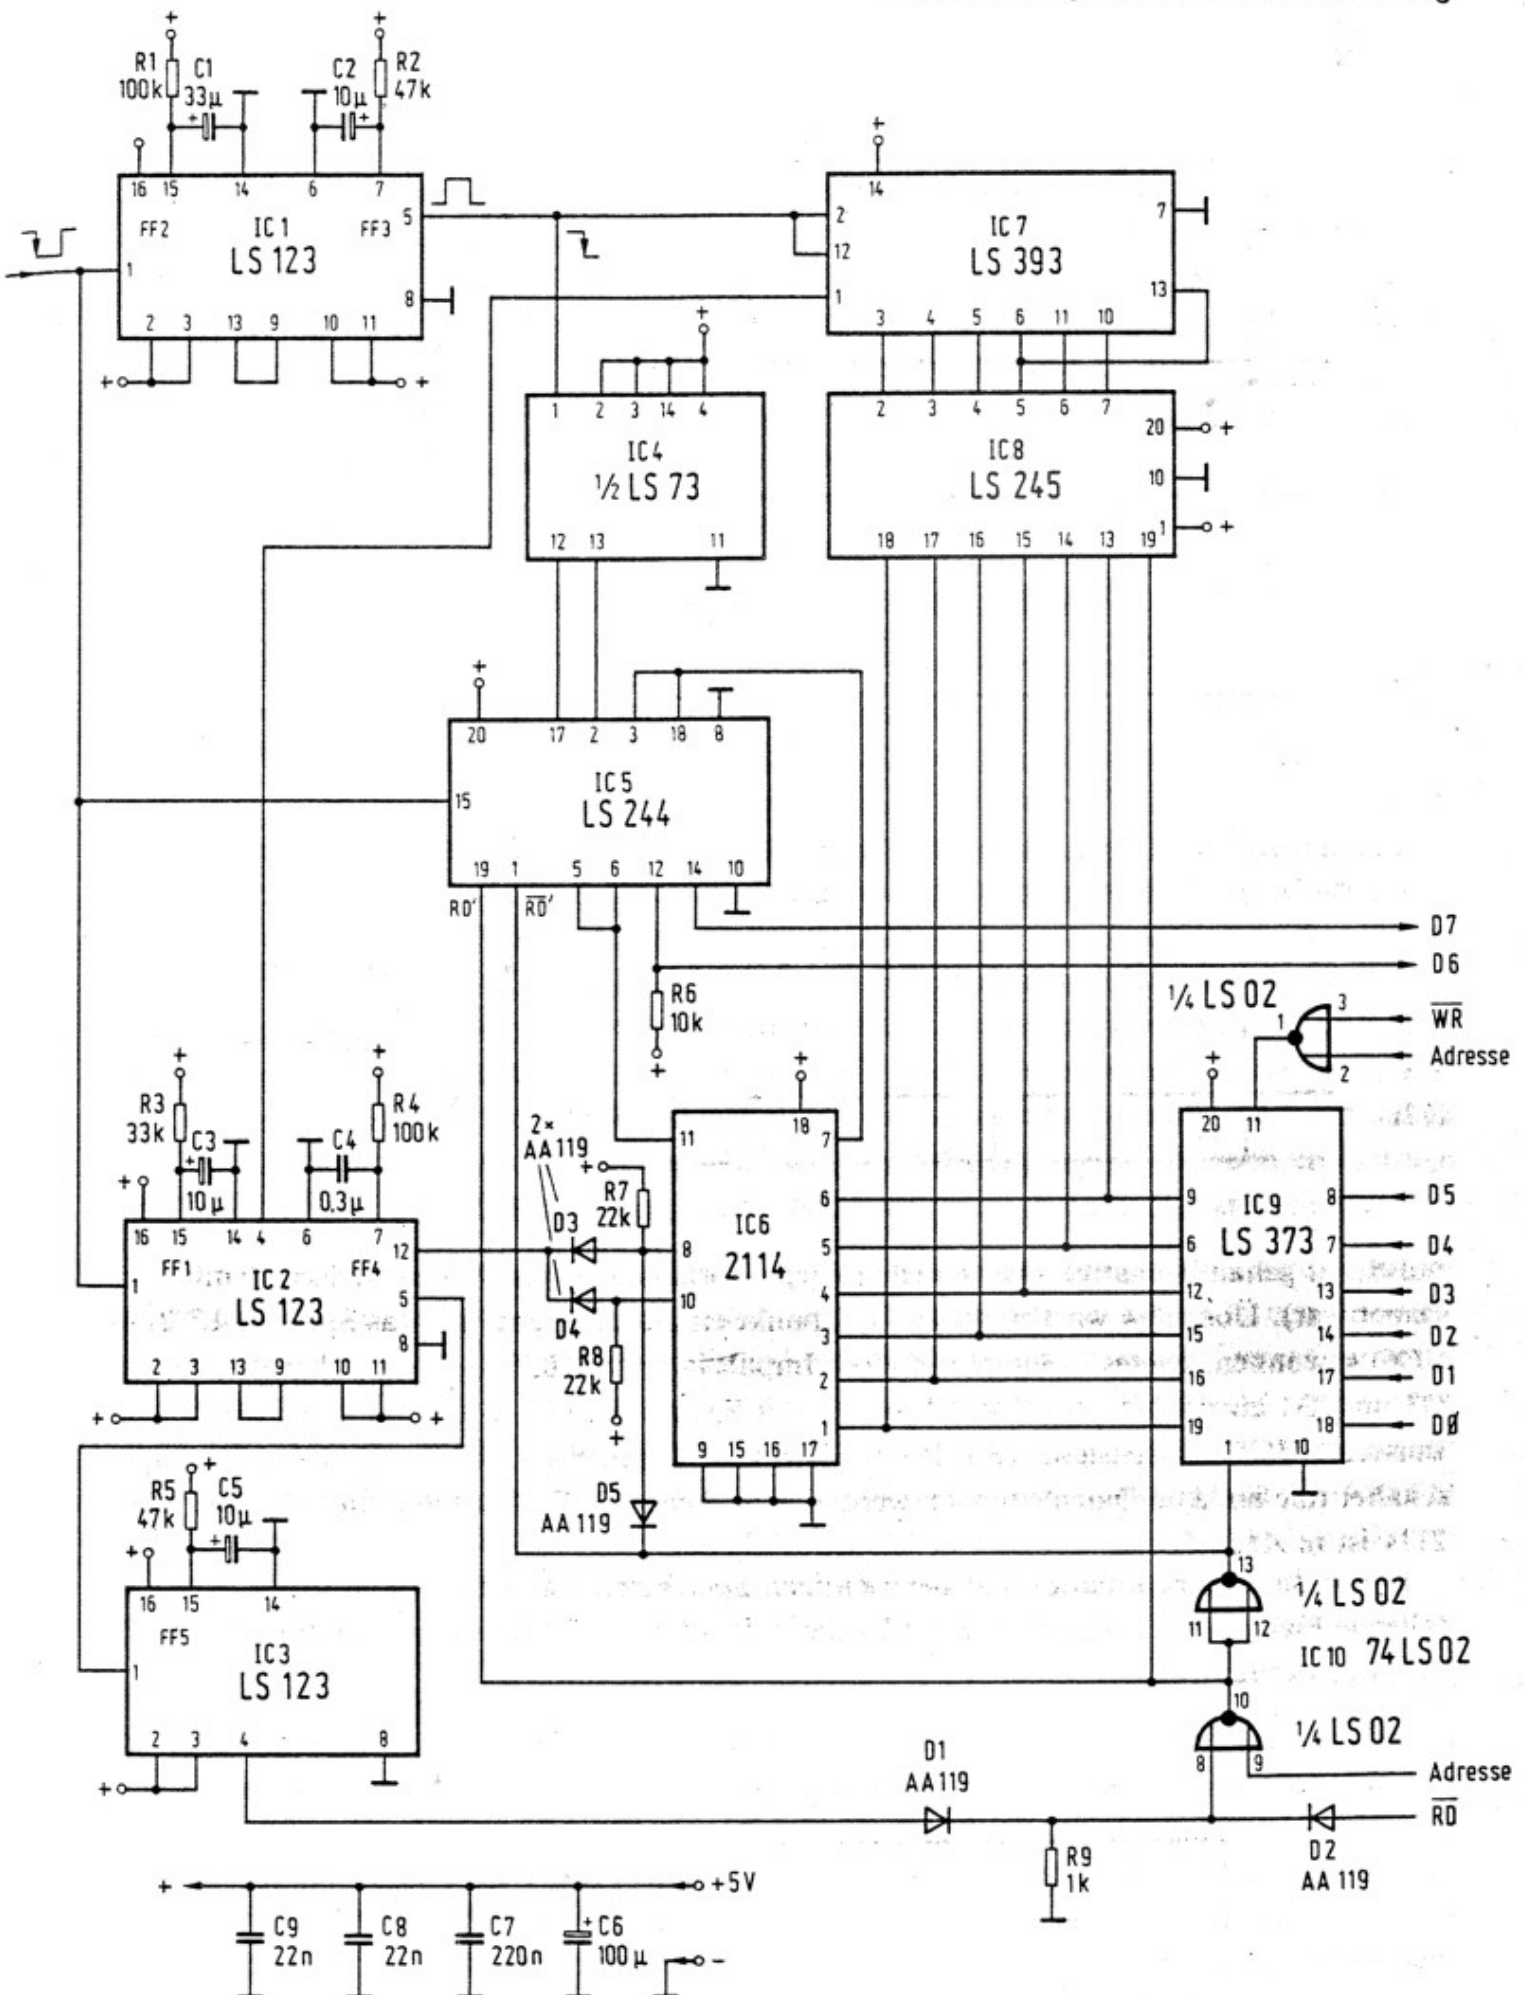 + +
R1 C1 C2 R2
100k 33µ 10µ 47k
+ +
16 15 14 6 7
FF2 IC1 FF3 5
LS 123
1 8
2 3 13 9 10 11
+ +
+
14
2 IC7 7
12 LS 393
1 13
3 4 5 6 11 10
+
1 2 3 14 4
IC4
½ LS 73
12 13 11
2 3 4 5 6 7
IC8 20 +
LS 245 10
1 +
18 17 16 15 14 13 19
+
20 17 2 3 18 8
IC5
15 LS 244
19 1 5 6 12 14 10
RD' RD'
D7
D6
R6
10k
+
¼ LS 02
1 3 WR
2 Adresse
+ +
R3 R4
33k C3 C4 100k
+
10µ 0,3µ
+
16 15 14 4 6 7
FF1 IC2 FF4 12
LS 123 5
1 8
2 3 13 9 10 11
+ +
2×
AA119
+
R7
22k
D3
D4
R8
22k
+
D5
AA 119
+
18
11 7
IC6 6
8 2114 5
10 4
3
2
1
9 15 16 17
+
20 11
9 IC9 8 D5
6 LS 373 7 D4
12 13 D3
15 14 D2
16 17 D1
19 18 DØ
1 10
+
R5 C5
47k 10µ
+ +
16 15 14
FF5
IC3
1 LS 123
2 3 4 8
+
13
¼ LS 02
11 12
IC10 74LS02
10
¼ LS 02
8 9 Adresse
D1
AA119
RD
D2
AA 119
R9
1k
+ +5V
C9 C8 C7 + C6
22n 22n 220n 100µ
-